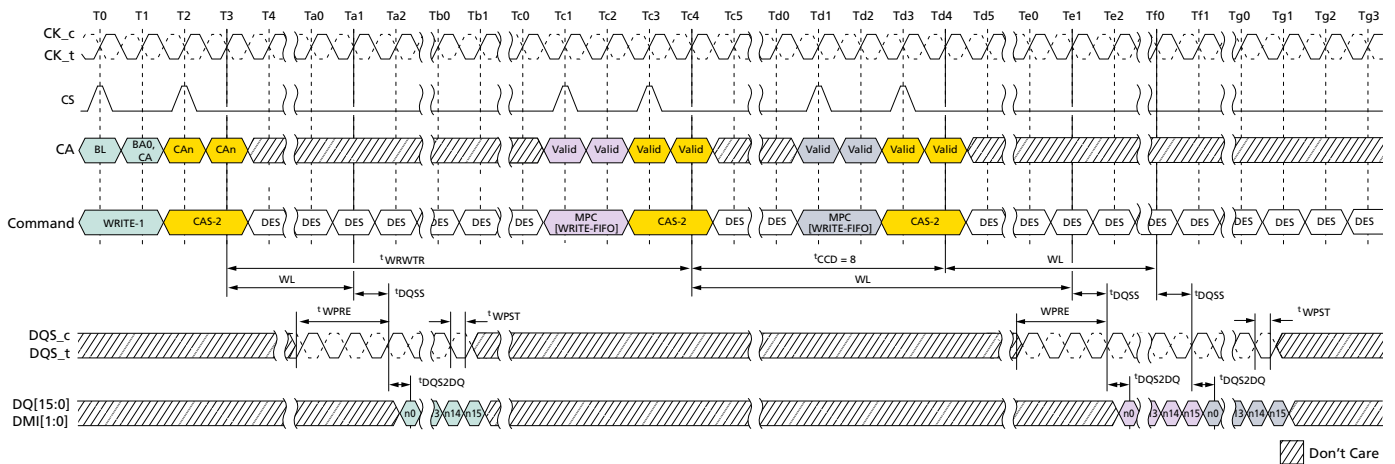 T0 T1 T2 T3 T4 Ta0 Ta1 Ta2 Tb0 Tb1 Tc0 Tc1 Tc2 Tc3 Tc4 Tc5 Td0 Td1 Td2 Td3 Td4 Td5 Te0 Te1 Te2 Tf0 Tf1 Tg0 Tg1 Tg2 Tg3
CK_c
CK_t
CS
CA BL BA0, CA CAn CAn Valid Valid Valid Valid Valid Valid Valid Valid
Command WRITE-1 CAS-2 DES DES DES DES DES DES DES MPC [WRITE-FIFO] CAS-2 DES DES MPC [WRITE-FIFO] CAS-2 DES DES DES DES DES DES DES DES DES DES
tWRWTR tCCD = 8 WL
WL WL
tDQSS tDQSS tDQSS
tWPRE tWPST WPRE tWPST
DQS_c
DQS_t
tDQS2DQ tDQS2DQ tDQS2DQ
DQ[15:0]
DMI[1:0]
n0 13 n14 n15 n0 13 n14 n15 n0 13 n14 n15
Don't Care